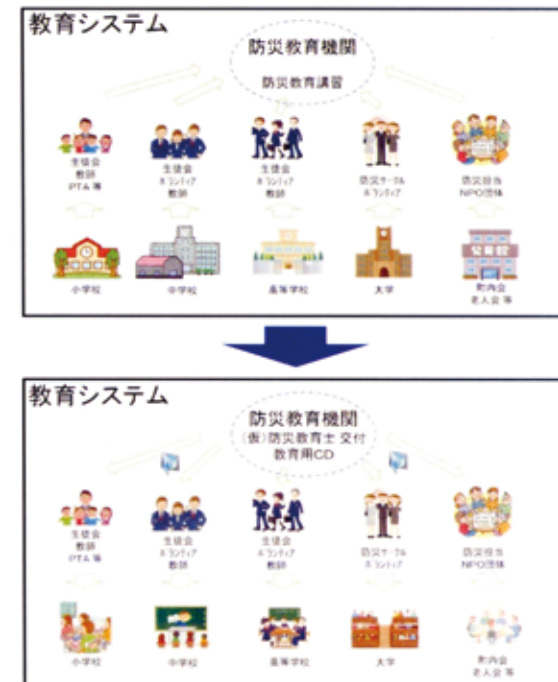 教育システム
防災教育機関
防災教育講習
生徒会
教師
PTA 等
生徒会
ボランティア
教師
生徒会
ボランティア
教師
防災サークル
ボランティア
防災担当
NPO団体
小学校
中学校
高等学校
大学
公民館
町内会
老人会 等
教育システム
防災教育機関
(仮)防災教育士 交付
教育用CD
生徒会
教師
PTA 等
生徒会
ボランティア
教師
生徒会
ボランティア
教師
防災サークル
ボランティア
防災担当
NPO団体
小学校
中学校
高等学校
大学
町内会
老人会 等